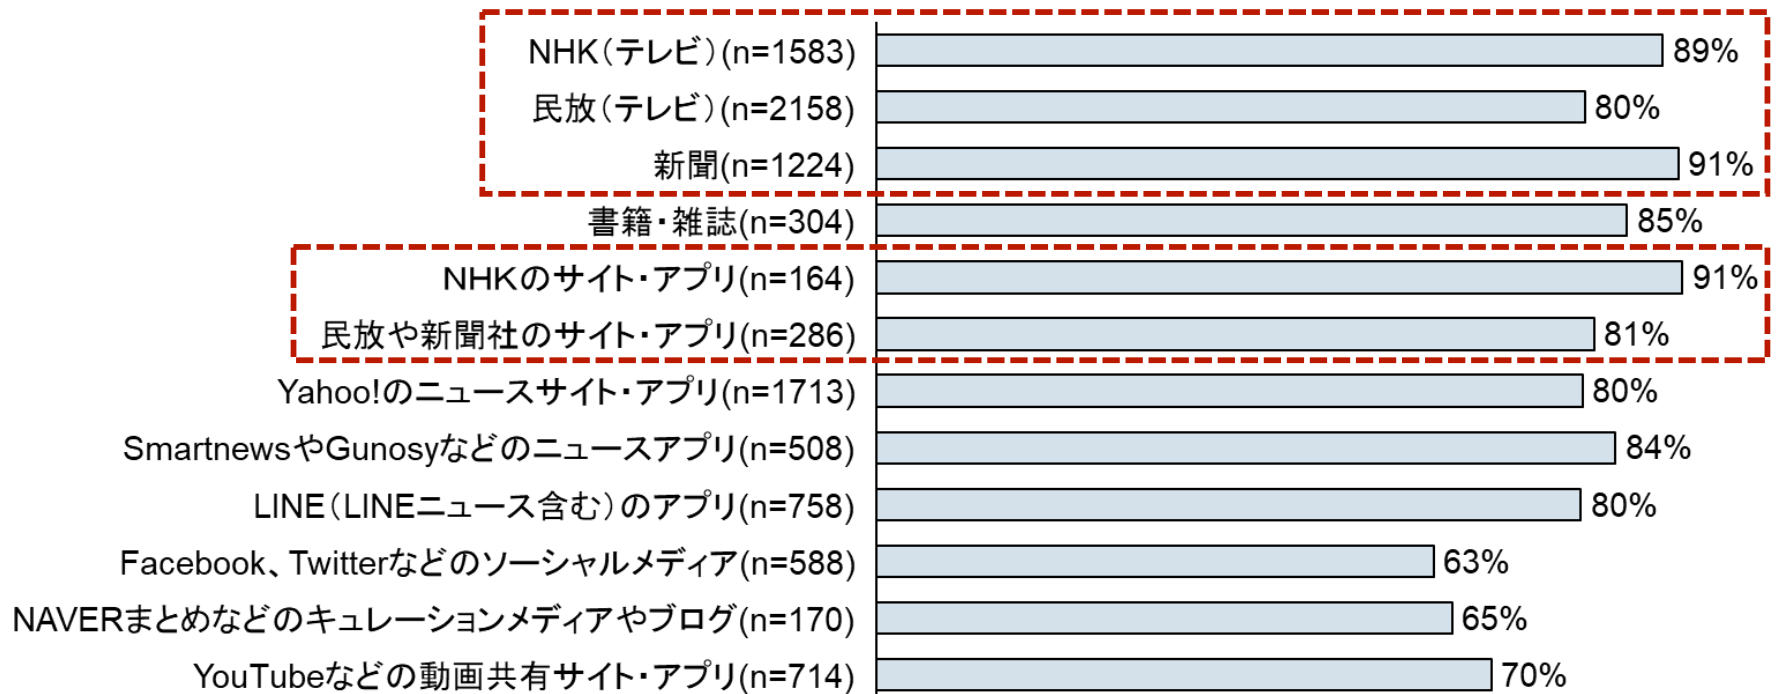 NHK（テレビ）(n=1583) 89%
民放（テレビ）(n=2158) 80%
新聞(n=1224) 91%
書籍・雑誌(n=304) 85%
NHKのサイト・アプリ(n=164) 91%
民放や新聞社のサイト・アプリ(n=286) 81%
Yahoo!のニュースサイト・アプリ(n=1713) 80%
SmartnewsやGunosyなどのニュースアプリ(n=508) 84%
LINE（LINEニュース含む）のアプリ(n=758) 80%
Facebook、Twitterなどのソーシャルメディア(n=588) 63%
NAVERまとめなどのキュレーションメディアやブログ(n=170) 65%
YouTubeなどの動画共有サイト・アプリ(n=714) 70%